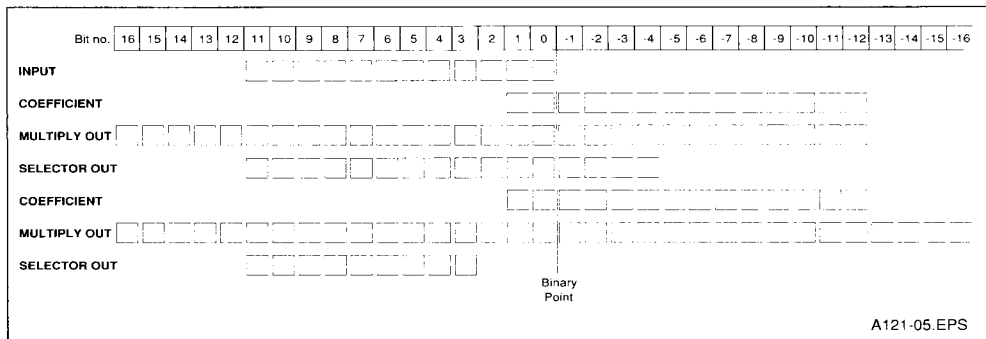 Bit no. 16 15 14 13 12 11 10 9 8 7 6 5 4 3 2 1 0 -1 -2 -3 -4 -5 -6 -7 -8 -9 -10 -11 -12 -13 -14 -15 -16
INPUT
COEFFICIENT
MULTIPLY OUT
SELECTOR OUT
COEFFICIENT
MULTIPLY OUT
SELECTOR OUT
Binary
Point
A121-05.EPS